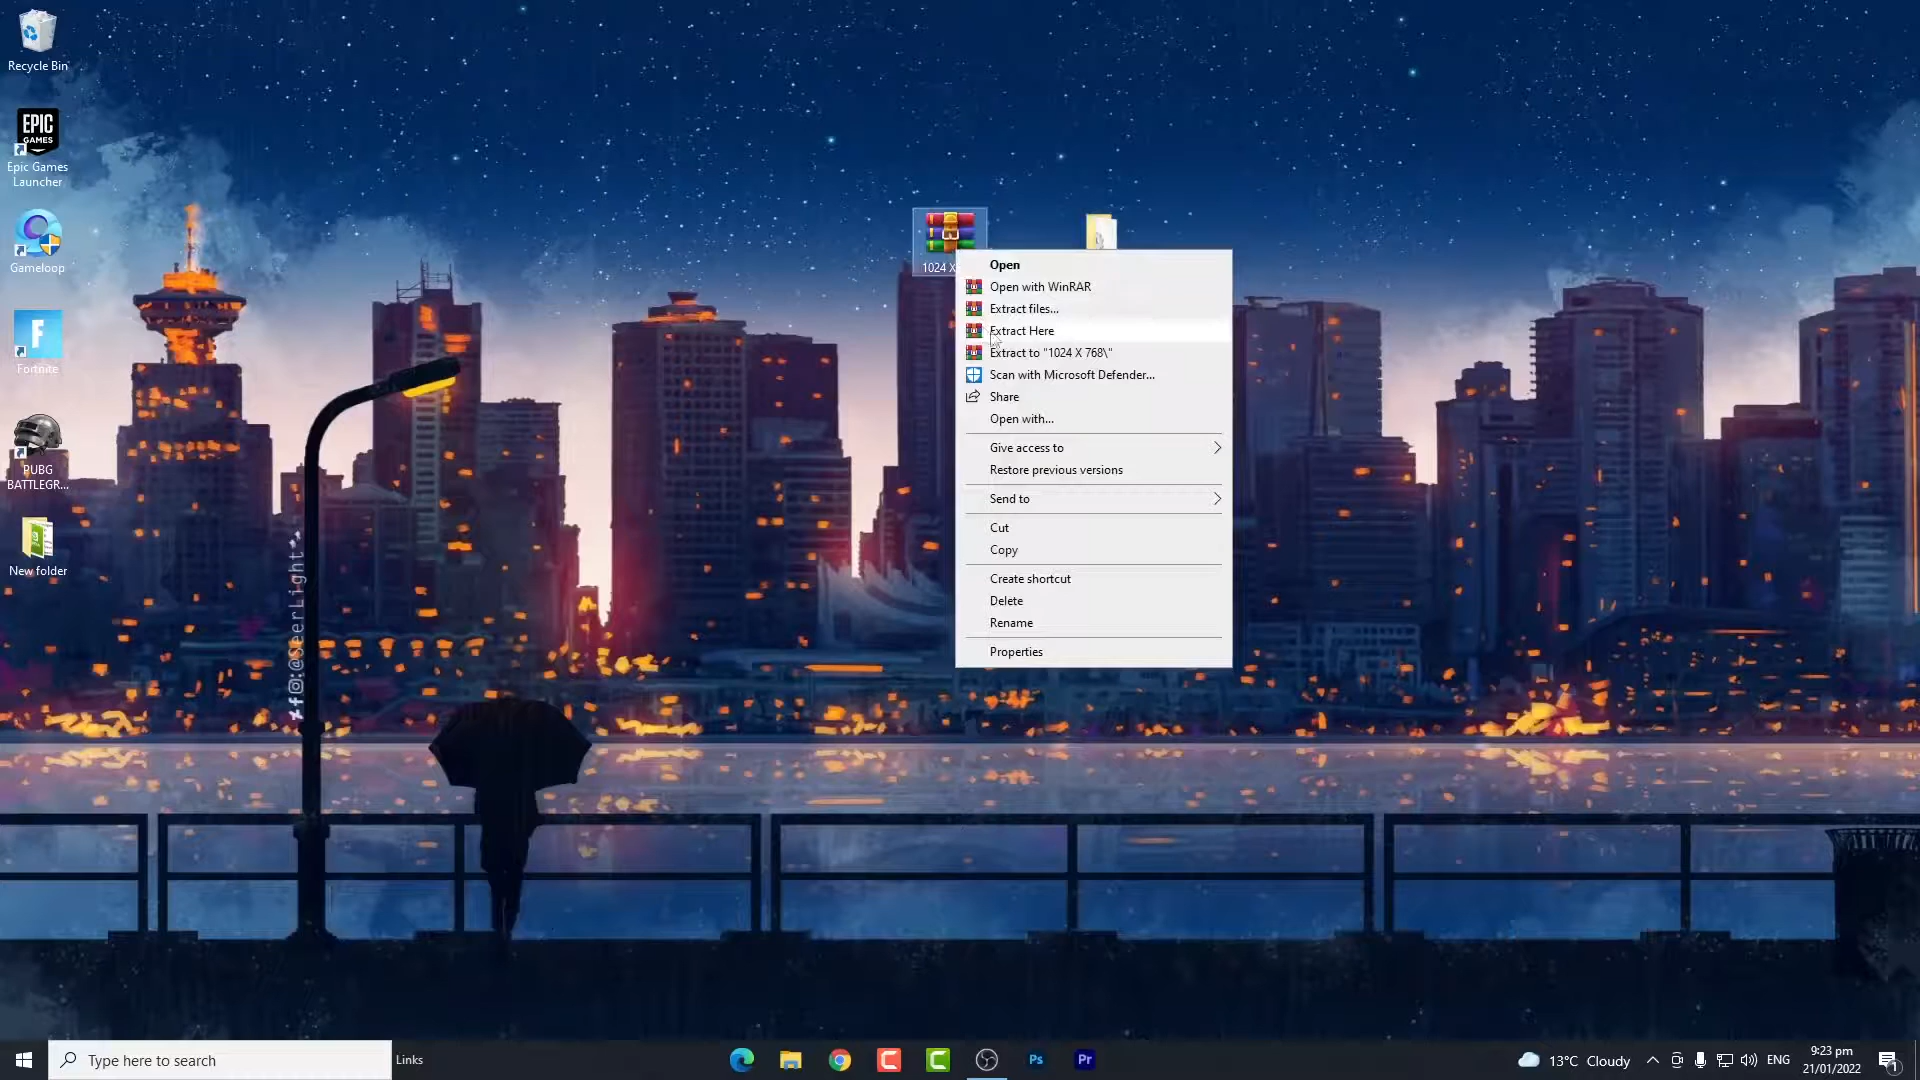 Recycle Bin
EPIC
GAMES
Epic Games
Launcher
Gameloop
F
Fortnite
PUBG
BATTLEGR...
New folder
1024 X
Open
Open with WinRAR
Extract files...
Extract Here
Extract to "1024 X 768\"
Scan with Microsoft Defender...
Share
Open with...
Give access to
Restore previous versions
Send to
Cut
Copy
Create shortcut
Delete
Rename
Properties
@SeerLight
Type here to search
Links
Ps
Pr
13°C Cloudy
ENG
9:23 pm
21/01/2022
1